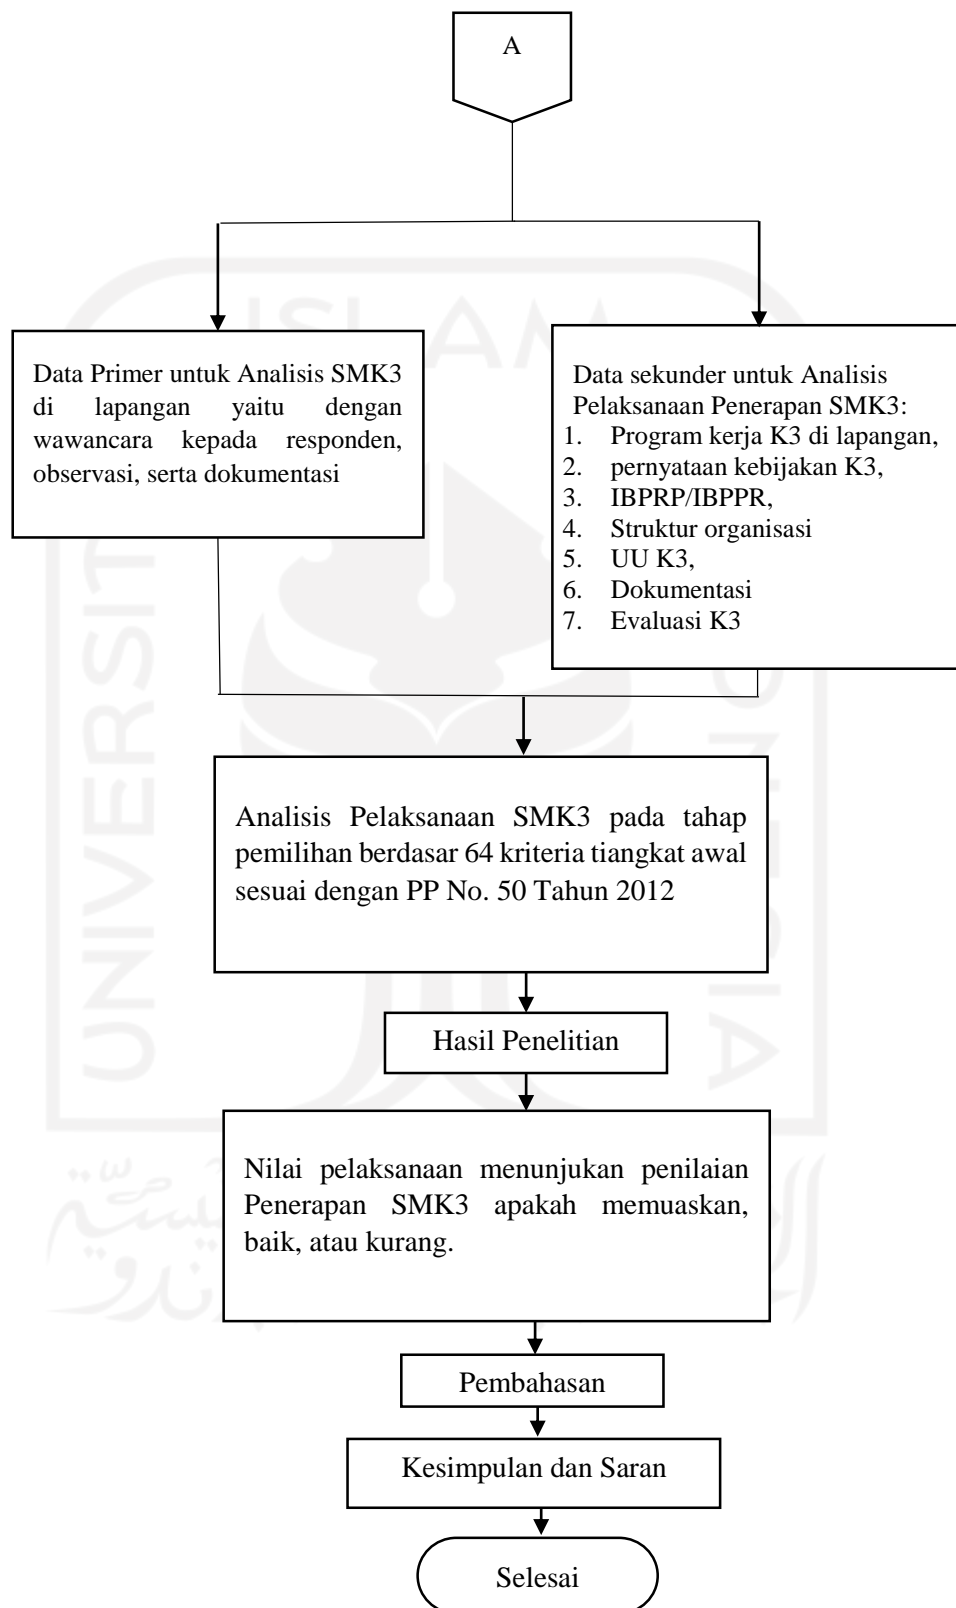 A
Data Primer untuk Analisis SMK3
di lapangan yaitu dengan
wawancara kepada responden,
observasi, serta dokumentasi
Data sekunder untuk Analisis
Pelaksanaan Penerapan SMK3:
1. Program kerja K3 di lapangan,
2. pernyataan kebijakan K3,
3. IBPRP/IBPPR,
4. Struktur organisasi
5. UU K3,
6. Dokumentasi
7. Evaluasi K3
Analisis Pelaksanaan SMK3 pada tahap
pemilihan berdasar 64 kriteria tiangkat awal
sesuai dengan PP No. 50 Tahun 2012
Hasil Penelitian
Nilai pelaksanaan menunjukan penilaian
Penerapan SMK3 apakah memuaskan,
baik, atau kurang.
Pembahasan
Kesimpulan dan Saran
Selesai
ISLAM